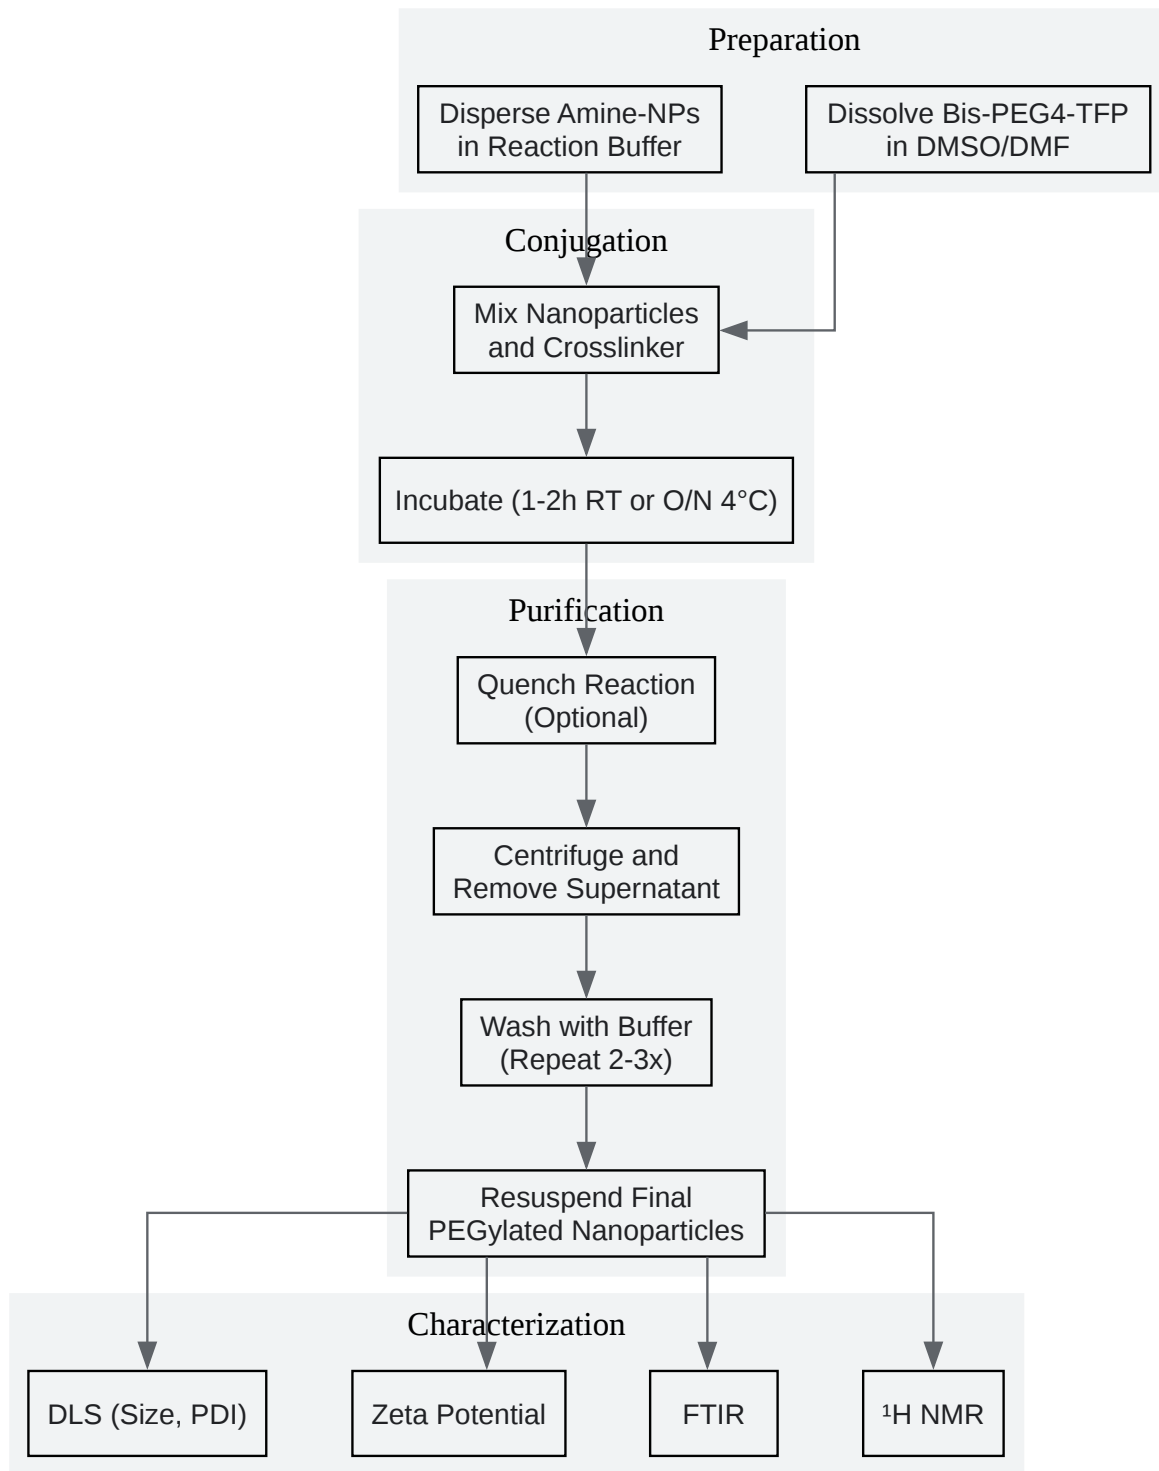 Preparation
Disperse Amine-NPs
in Reaction Buffer
Dissolve Bis-PEG4-TFP
in DMSO/DMF
Conjugation
Mix Nanoparticles
and Crosslinker
Incubate (1-2h RT or O/N 4°C)
Purification
Quench Reaction
(Optional)
Centrifuge and
Remove Supernatant
Wash with Buffer
(Repeat 2-3x)
Resuspend Final
PEGylated Nanoparticles
Characterization
DLS (Size, PDI)
Zeta Potential
FTIR
¹H NMR